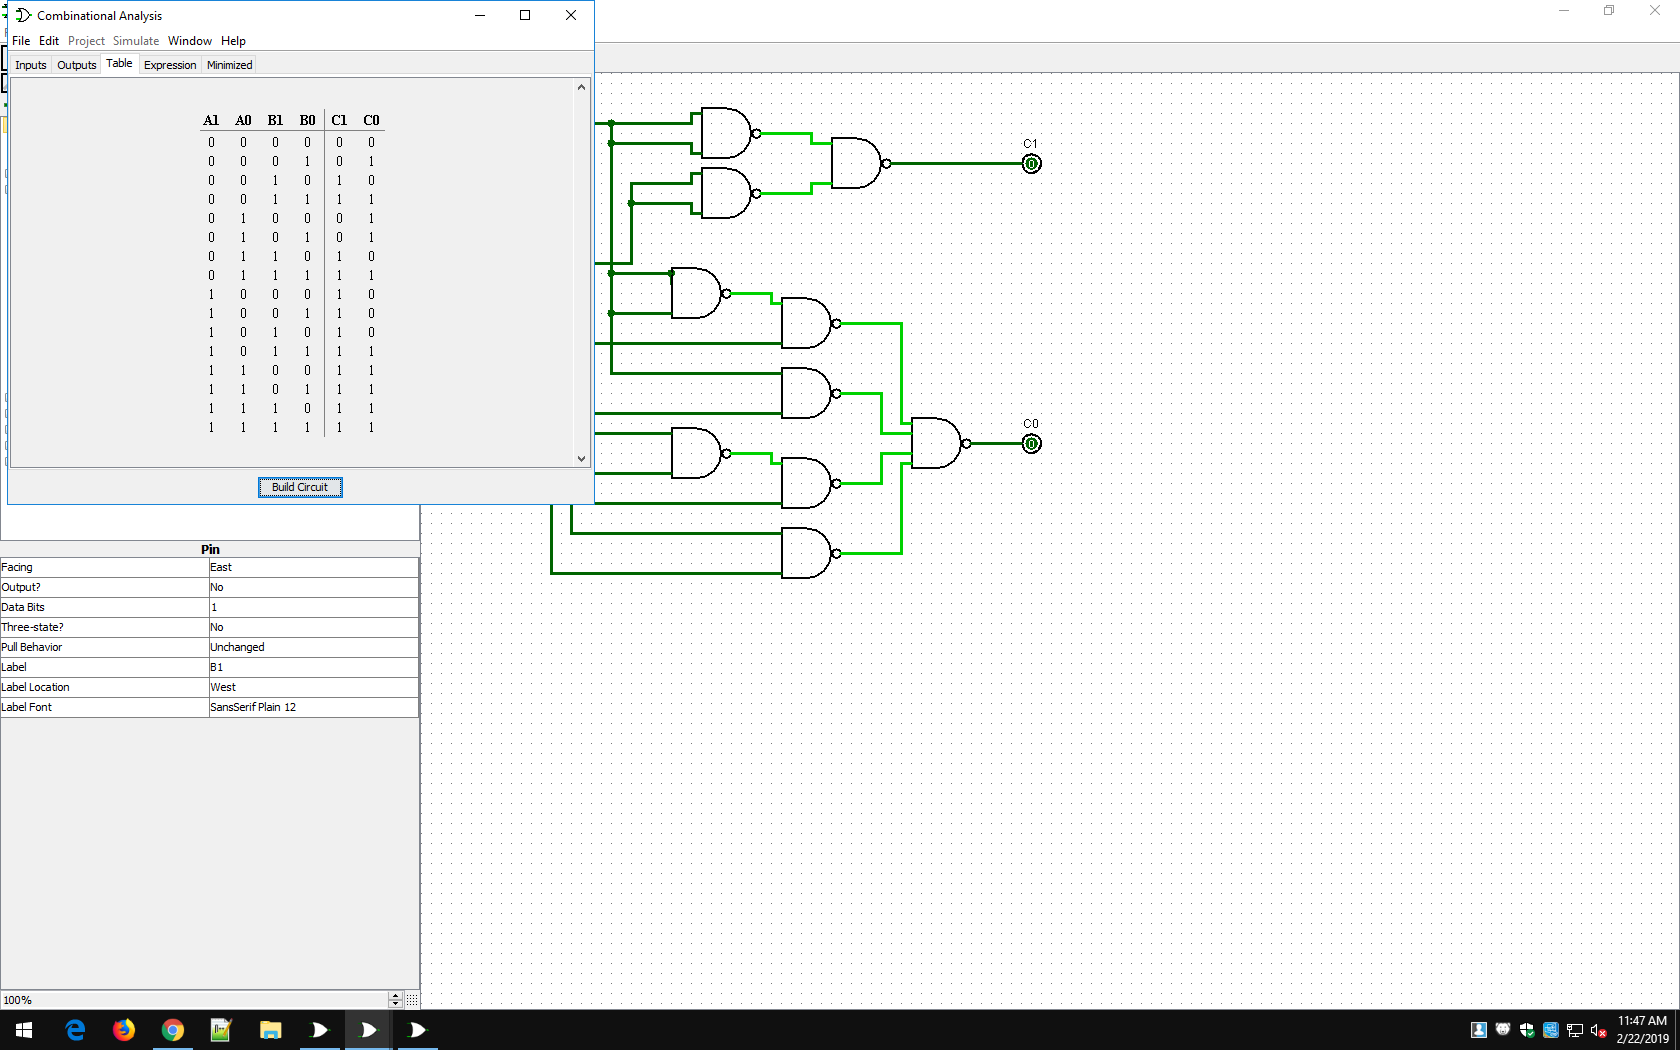 Combinational Analysis
File Edit Project Simulate Window Help
Inputs Outputs Table Expression Minimized
A1 A0 B1 B0 C1 C0
0 0 0 0 0 0
0 0 0 1 0 1
0 0 1 0 1 0
0 0 1 1 1 1
0 1 0 0 0 1
0 1 0 1 0 1
0 1 1 0 1 0
0 1 1 1 1 1
1 0 0 0 1 0
1 0 0 1 1 0
1 0 1 0 1 0
1 0 1 1 1 1
1 1 0 0 1 1
1 1 0 1 1 1
1 1 1 0 1 1
1 1 1 1 1 1
Build Circuit
C1
0
C0
0
Pin
Facing East
Output? No
Data Bits 1
Three-state? No
Pull Behavior Unchanged
Label B1
Label Location West
Label Font SansSerif Plain 12
100%
11:47 AM
2/22/2019